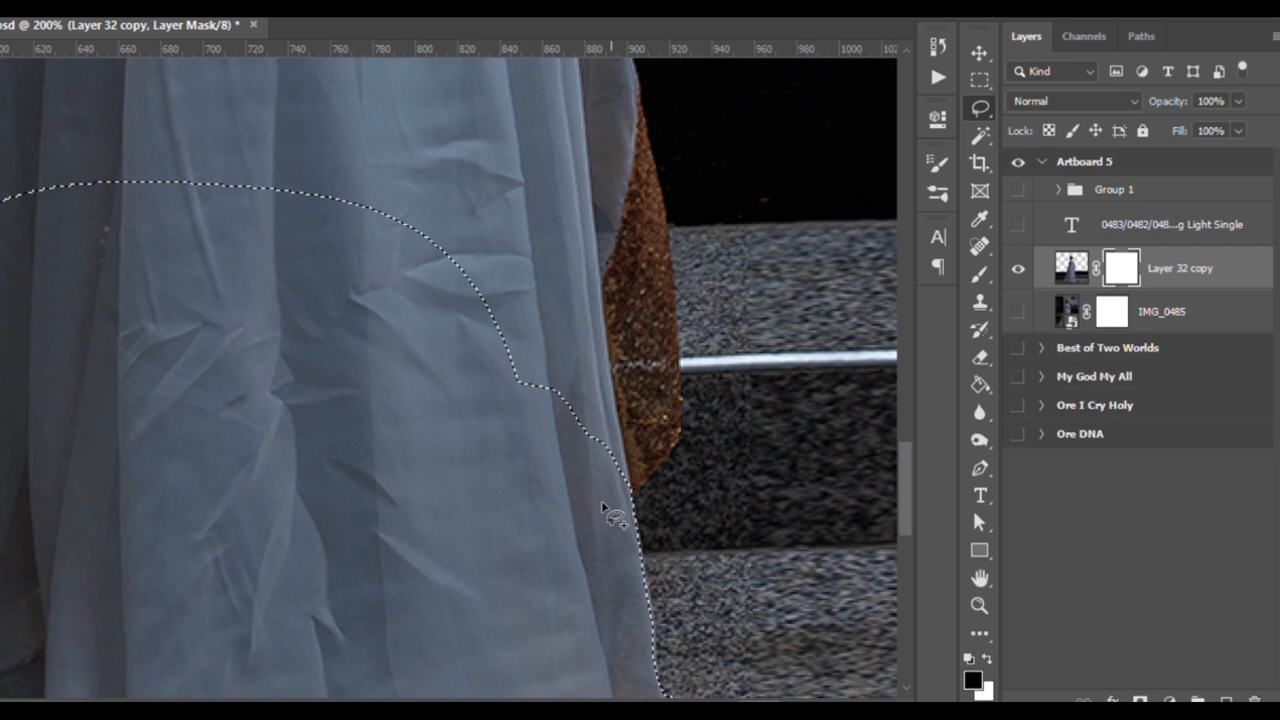 osd @ 200% (Layer 32 copy, Layer Mask/8) *
620 640 660 680 700 720 740 760 780 800 820 840 860 880 900 920 940 960 980 1000
Layers Channels Paths
Kind
Normal Opacity: 100%
Lock: Fill: 100%
Artboard 5
Group 1
0483/0482/048...g Light Single
Layer 32 copy
IMG_0485
Best of Two Worlds
My God My All
Ore I Cry Holy
Ore DNA